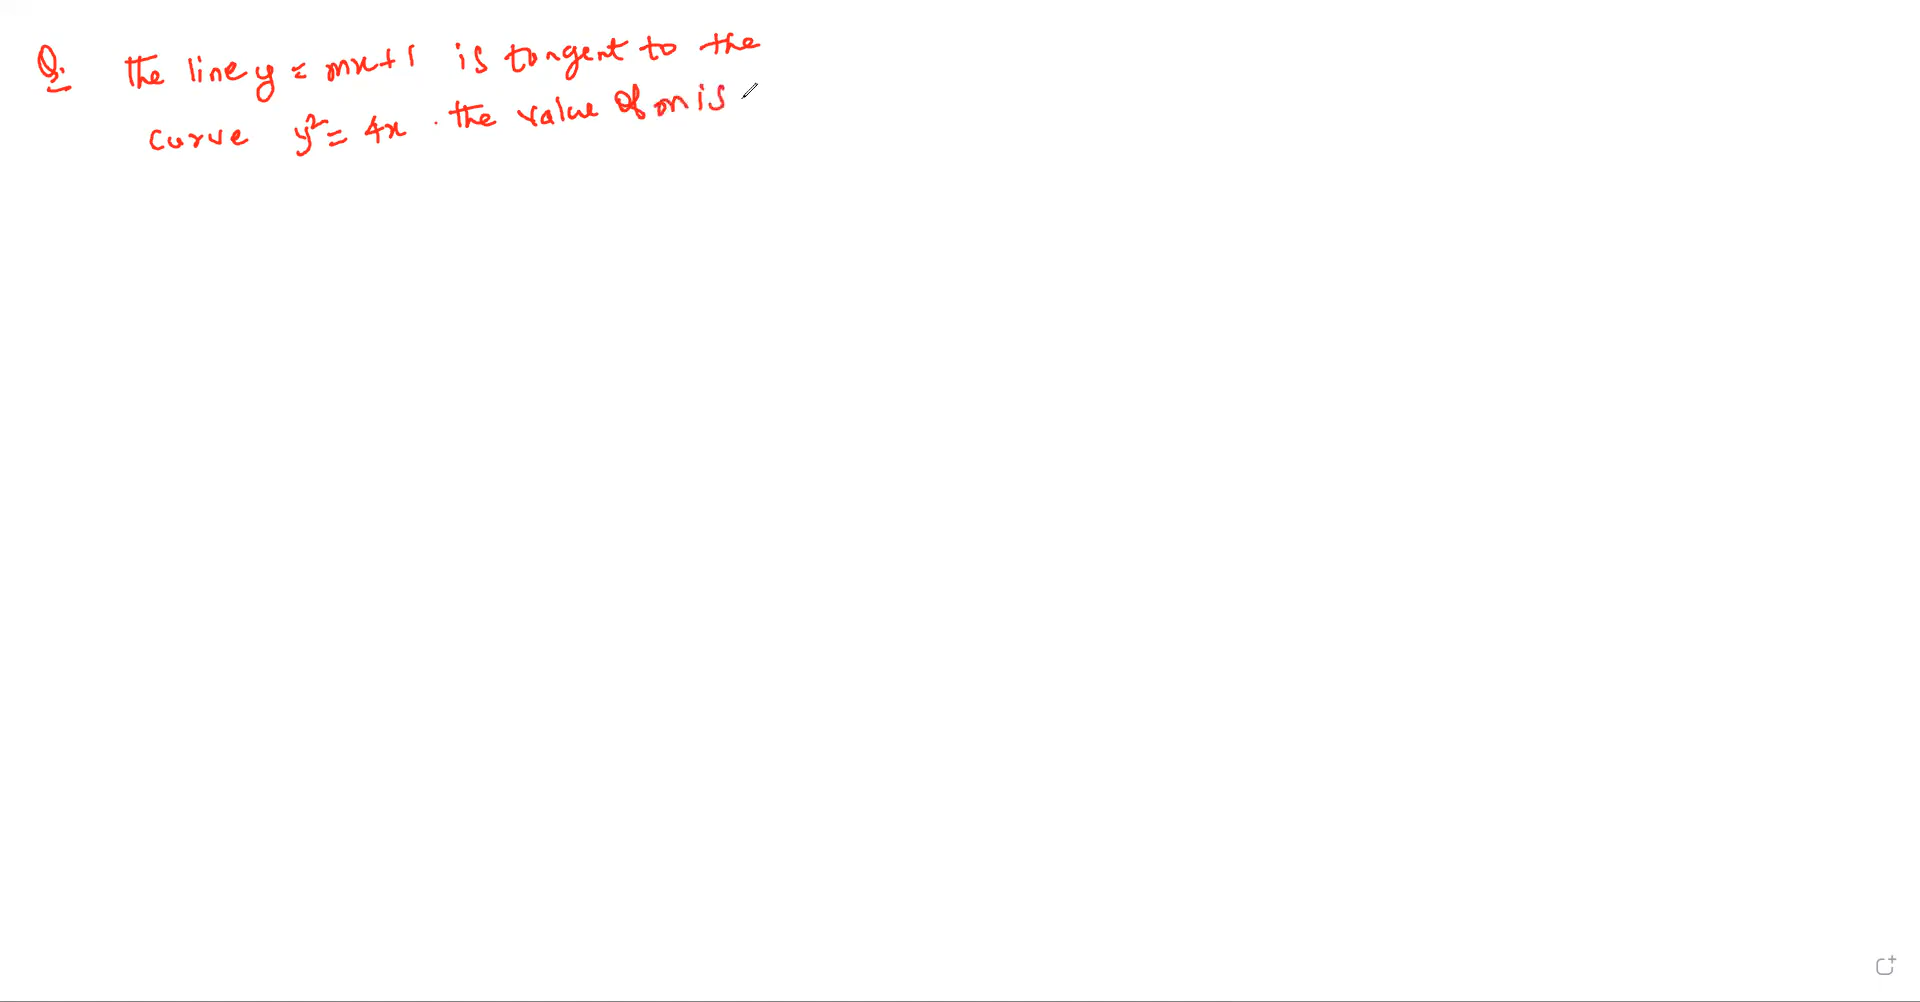 Q. The line y = mx+1 is tangent to the
curve y² = 4x . the value of m is